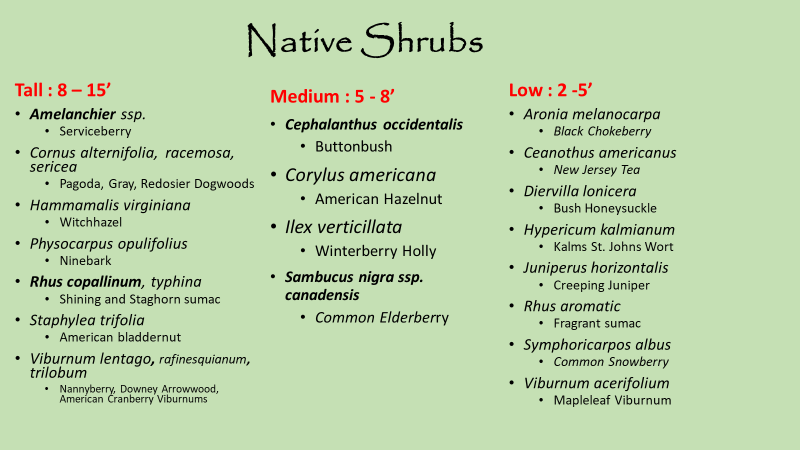 Native Shrubs
Tall : 8 – 15’
• Amelanchier ssp.
• Serviceberry
• Cornus alternifolia, racemosa,
sericea
• Pagoda, Gray, Redosier Dogwoods
• Hammamalis virginiana
• Witchhazel
• Physocarpus opulifolius
• Ninebark
• Rhus copallinum, typhina
• Shining and Staghorn sumac
• Staphylea trifolia
• American bladdernut
• Viburnum lentago, rafinesquianum,
trilobum
• Nannyberry, Downey Arrowwood,
American Cranberry Viburnums
Medium : 5 - 8’
• Cephalanthus occidentalis
• Buttonbush
• Corylus americana
• American Hazelnut
• Ilex verticillata
• Winterberry Holly
• Sambucus nigra ssp.
canadensis
• Common Elderberry
Low : 2 -5’
• Aronia melanocarpa
• Black Chokeberry
• Ceanothus americanus
• New Jersey Tea
• Diervilla lonicera
• Bush Honeysuckle
• Hypericum kalmianum
• Kalms St. Johns Wort
• Juniperus horizontalis
• Creeping Juniper
• Rhus aromatic
• Fragrant sumac
• Symphoricarpos albus
• Common Snowberry
• Viburnum acerifolium
• Mapleleaf Viburnum